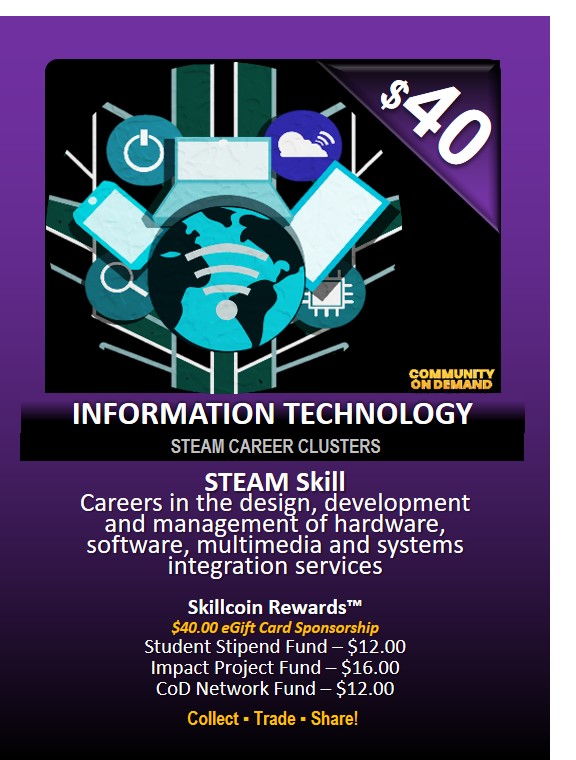 $40
COMMUNITY
ON DEMAND
INFORMATION TECHNOLOGY
STEAM CAREER CLUSTERS
STEAM Skill
Careers in the design, development
and management of hardware,
software, multimedia and systems
integration services
Skillcoin Rewards™
$40.00 eGift Card Sponsorship
Student Stipend Fund – $12.00
Impact Project Fund – $16.00
CoD Network Fund – $12.00
Collect ▪ Trade ▪ Share!